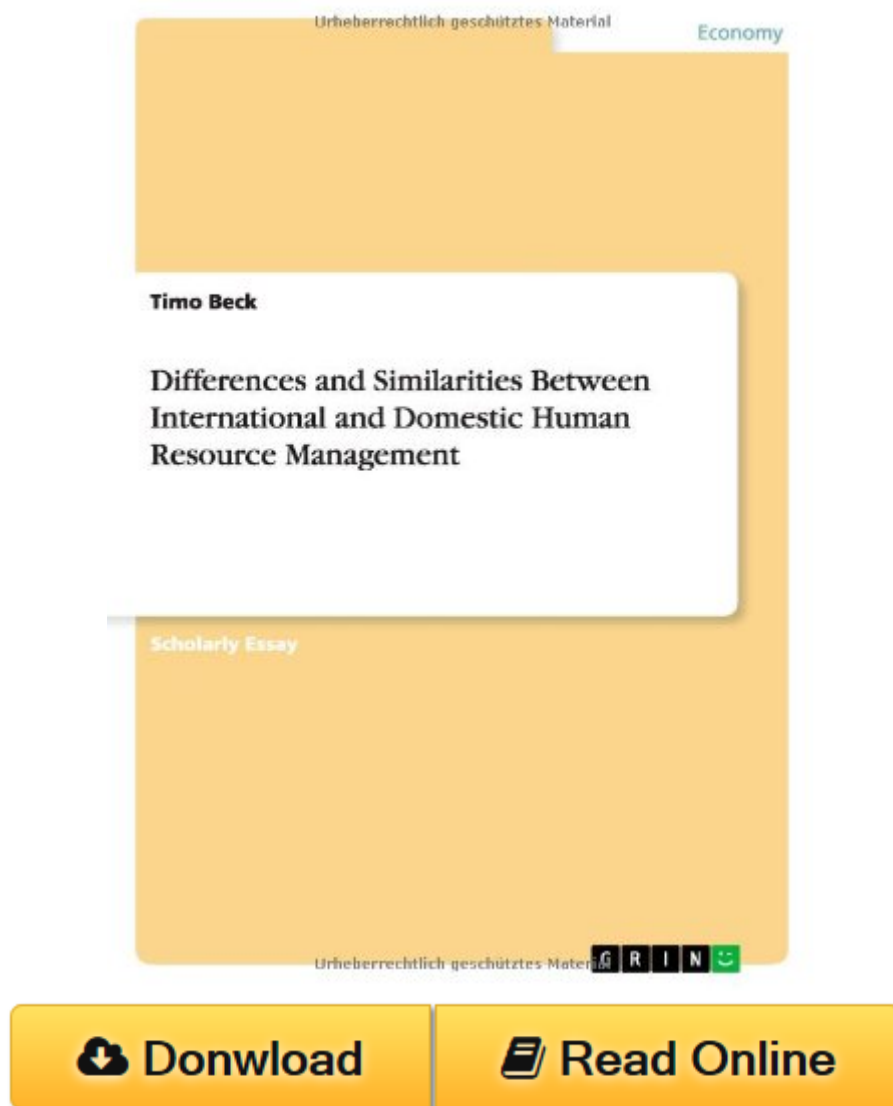 Urheberrechtlich geschütztes Material
Economy
Timo Beck
Differences and Similarities Between
International and Domestic Human
Resource Management
Scholarly Essay
Urheberrechtlich geschütztes Material
GRIN
Donwload
Read Online